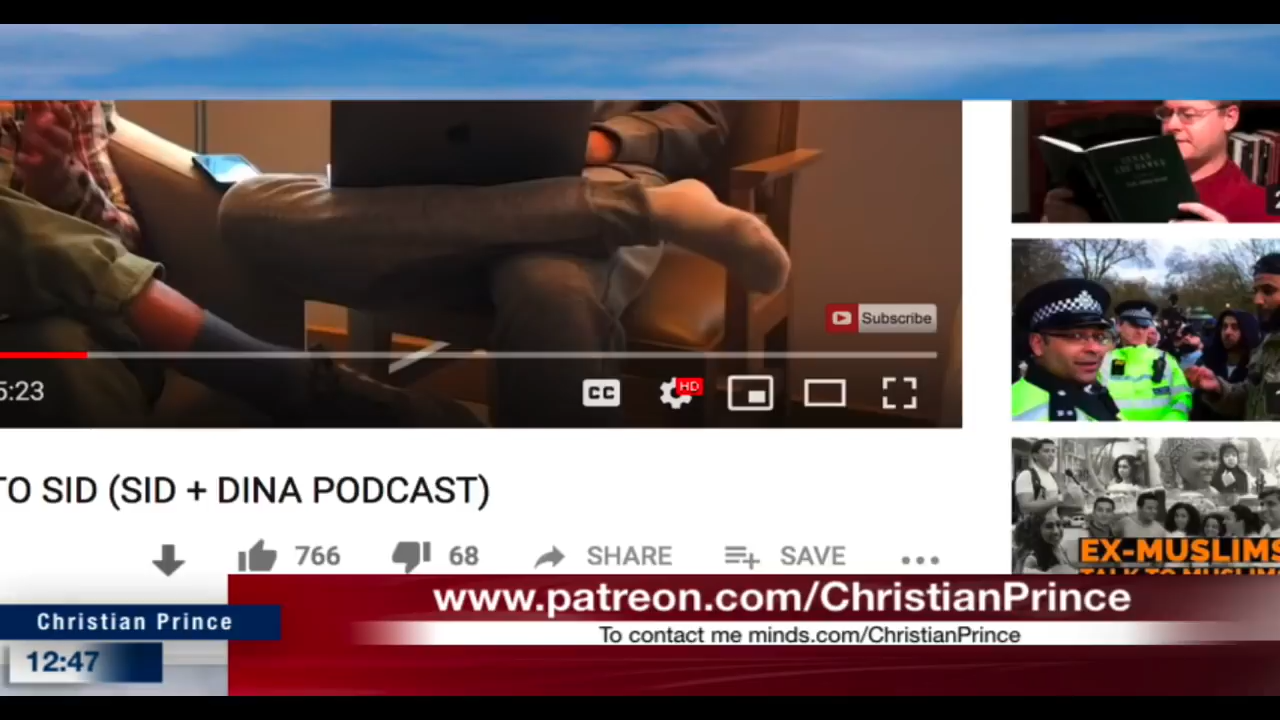 Subscribe
5:23
CC
HD
TO SID (SID + DINA PODCAST)
766
68
SHARE
SAVE
EX-MUSLIMS
www.patreon.com/ChristianPrince
Christian Prince
To contact me minds.com/ChristianPrince
12:47